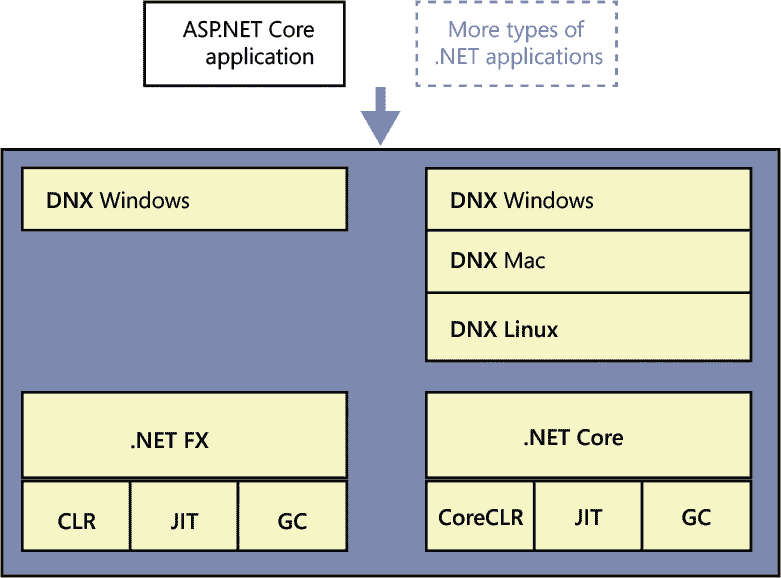 ASP.NET Core
application
More types of
.NET applications
DNX Windows
DNX Windows
DNX Mac
DNX Linux
.NET FX
.NET Core
CLR
JIT
GC
CoreCLR
JIT
GC